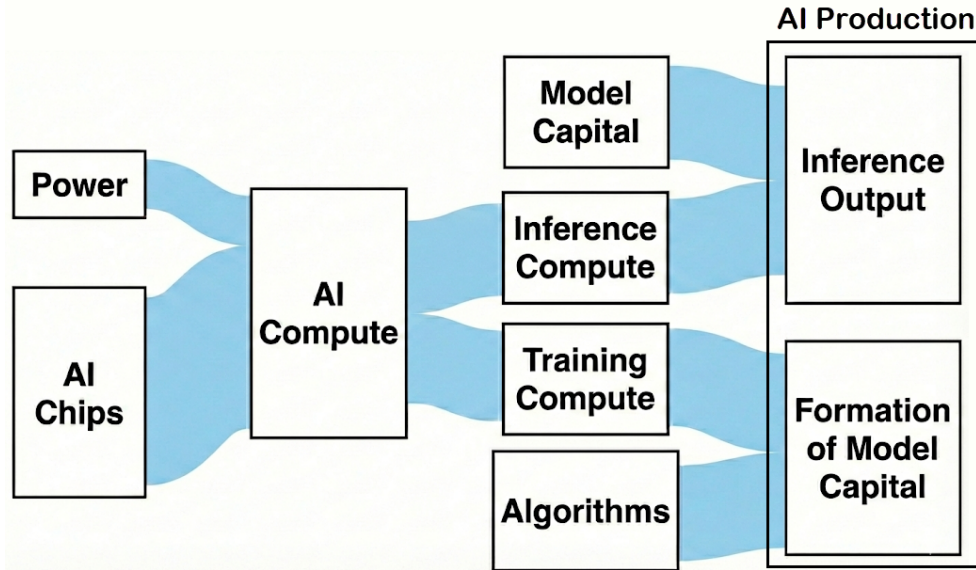 AI Production
Model
Capital
Inference
Output
Power
Inference
Compute
AI
Compute
AI
Chips
Training
Compute
Formation
of Model
Capital
Algorithms